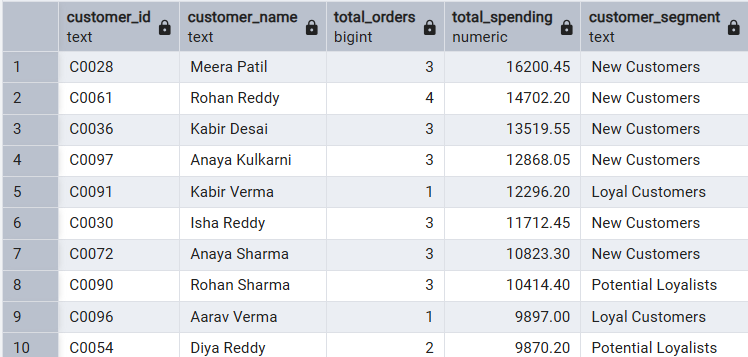 customer_id customer_name total_orders total_spending customer_segment
text text bigint numeric text
1 C0028 Meera Patil 3 16200.45 New Customers
2 C0061 Rohan Reddy 4 14702.20 New Customers
3 C0036 Kabir Desai 3 13519.55 New Customers
4 C0097 Anaya Kulkarni 3 12868.05 New Customers
5 C0091 Kabir Verma 1 12296.20 Loyal Customers
6 C0030 Isha Reddy 3 11712.45 New Customers
7 C0072 Anaya Sharma 3 10823.30 New Customers
8 C0090 Rohan Sharma 3 10414.40 Potential Loyalists
9 C0096 Aarav Verma 1 9897.00 Loyal Customers
10 C0054 Diya Reddy 2 9870.20 Potential Loyalists